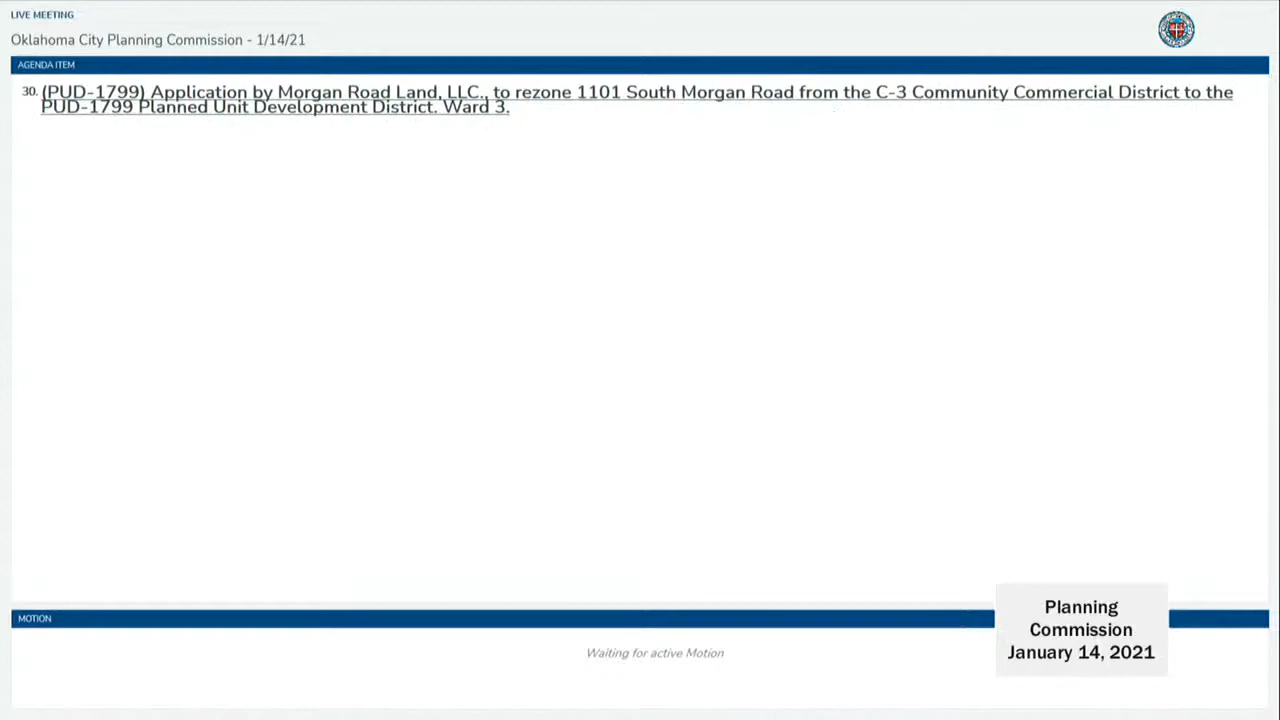 LIVE MEETING
Oklahoma City Planning Commission - 1/14/21
AGENDA ITEM
30. (PUD-1799) Application by Morgan Road Land, LLC., to rezone 1101 South Morgan Road from the C-3 Community Commercial District to the
PUD-1799 Planned Unit Development District. Ward 3.
MOTION
Waiting for active Motion
Planning
Commission
January 14, 2021